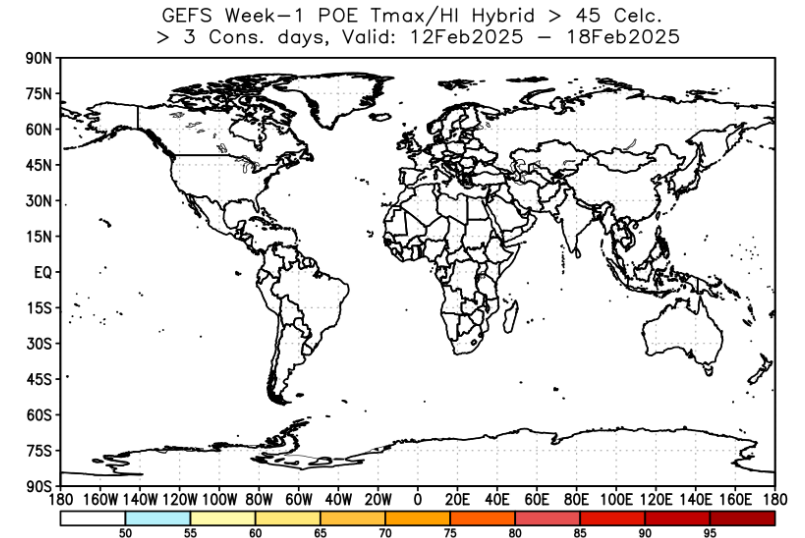 GEFS Week-1 POE Tmax/HI Hybrid > 45 Celc.
> 3 Cons. days, Valid: 12Feb2025 - 18Feb2025
90N
75N
60N
45N
30N
15N
EQ
15S
30S
45S
60S
75S
90S
180 160W 140W 120W 100W 80W 60W 40W 20W 0 20E 40E 60E 80E 100E 120E 140E 160E 180
50 55 60 65 70 75 80 85 90 95